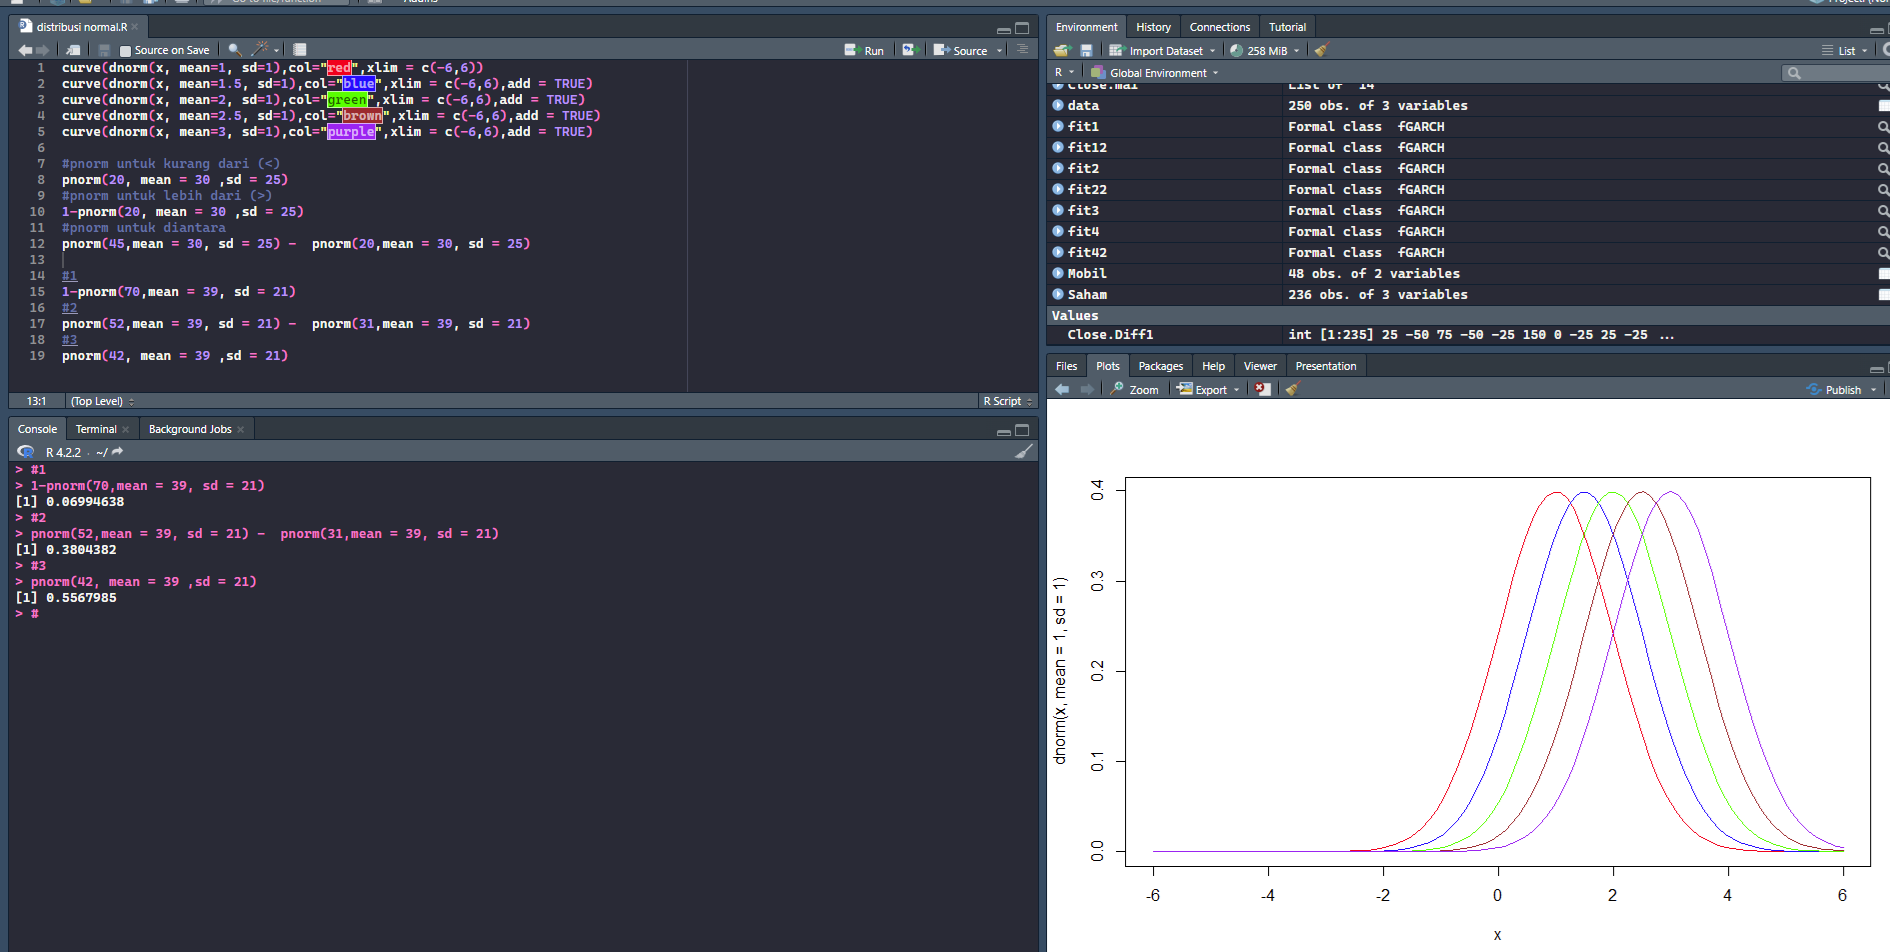 Go to file/function
Addins
distribusi normal.R
Source on Save
Run
Source
1 curve(dnorm(x, mean=1, sd=1),col="red",xlim = c(-6,6))
2 curve(dnorm(x, mean=1.5, sd=1),col="blue",xlim = c(-6,6),add = TRUE)
3 curve(dnorm(x, mean=2, sd=1),col="green",xlim = c(-6,6),add = TRUE)
4 curve(dnorm(x, mean=2.5, sd=1),col="brown",xlim = c(-6,6),add = TRUE)
5 curve(dnorm(x, mean=3, sd=1),col="purple",xlim = c(-6,6),add = TRUE)
6
7 #pnorm untuk kurang dari (<)
8 pnorm(20, mean = 30 ,sd = 25)
9 #pnorm untuk lebih dari (>)
10 1-pnorm(20, mean = 30 ,sd = 25)
11 #pnorm untuk diantara
12 pnorm(45,mean = 30, sd = 25) -  pnorm(20,mean = 30, sd = 25)
13
14 #1
15 1-pnorm(70,mean = 39, sd = 21)
16 #2
17 pnorm(52,mean = 39, sd = 21) -  pnorm(31,mean = 39, sd = 21)
18 #3
19 pnorm(42, mean = 39 ,sd = 21)
13:1 (Top Level) R Script
Console Terminal Background Jobs
R 4.2.2 · ~/
> #1
> 1-pnorm(70,mean = 39, sd = 21)
[1] 0.06994638
> #2
> pnorm(52,mean = 39, sd = 21) -  pnorm(31,mean = 39, sd = 21)
[1] 0.3804382
> #3
> pnorm(42, mean = 39 ,sd = 21)
[1] 0.5567985
> #
Environment History Connections Tutorial
Import Dataset 258 MiB List
R Global Environment
Close.mat List of 14
data 250 obs. of 3 variables
fit1 Formal class fGARCH
fit12 Formal class fGARCH
fit2 Formal class fGARCH
fit22 Formal class fGARCH
fit3 Formal class fGARCH
fit4 Formal class fGARCH
fit42 Formal class fGARCH
Mobil 48 obs. of 2 variables
Saham 236 obs. of 3 variables
Values
Close.Diff1 int [1:235] 25 -50 75 -50 -25 150 0 -25 25 -25 ...
Files Plots Packages Help Viewer Presentation
Zoom Export Publish
dnorm(x, mean = 1, sd = 1)
0.4
0.3
0.2
0.1
0.0
-6 -4 -2 0 2 4 6
x